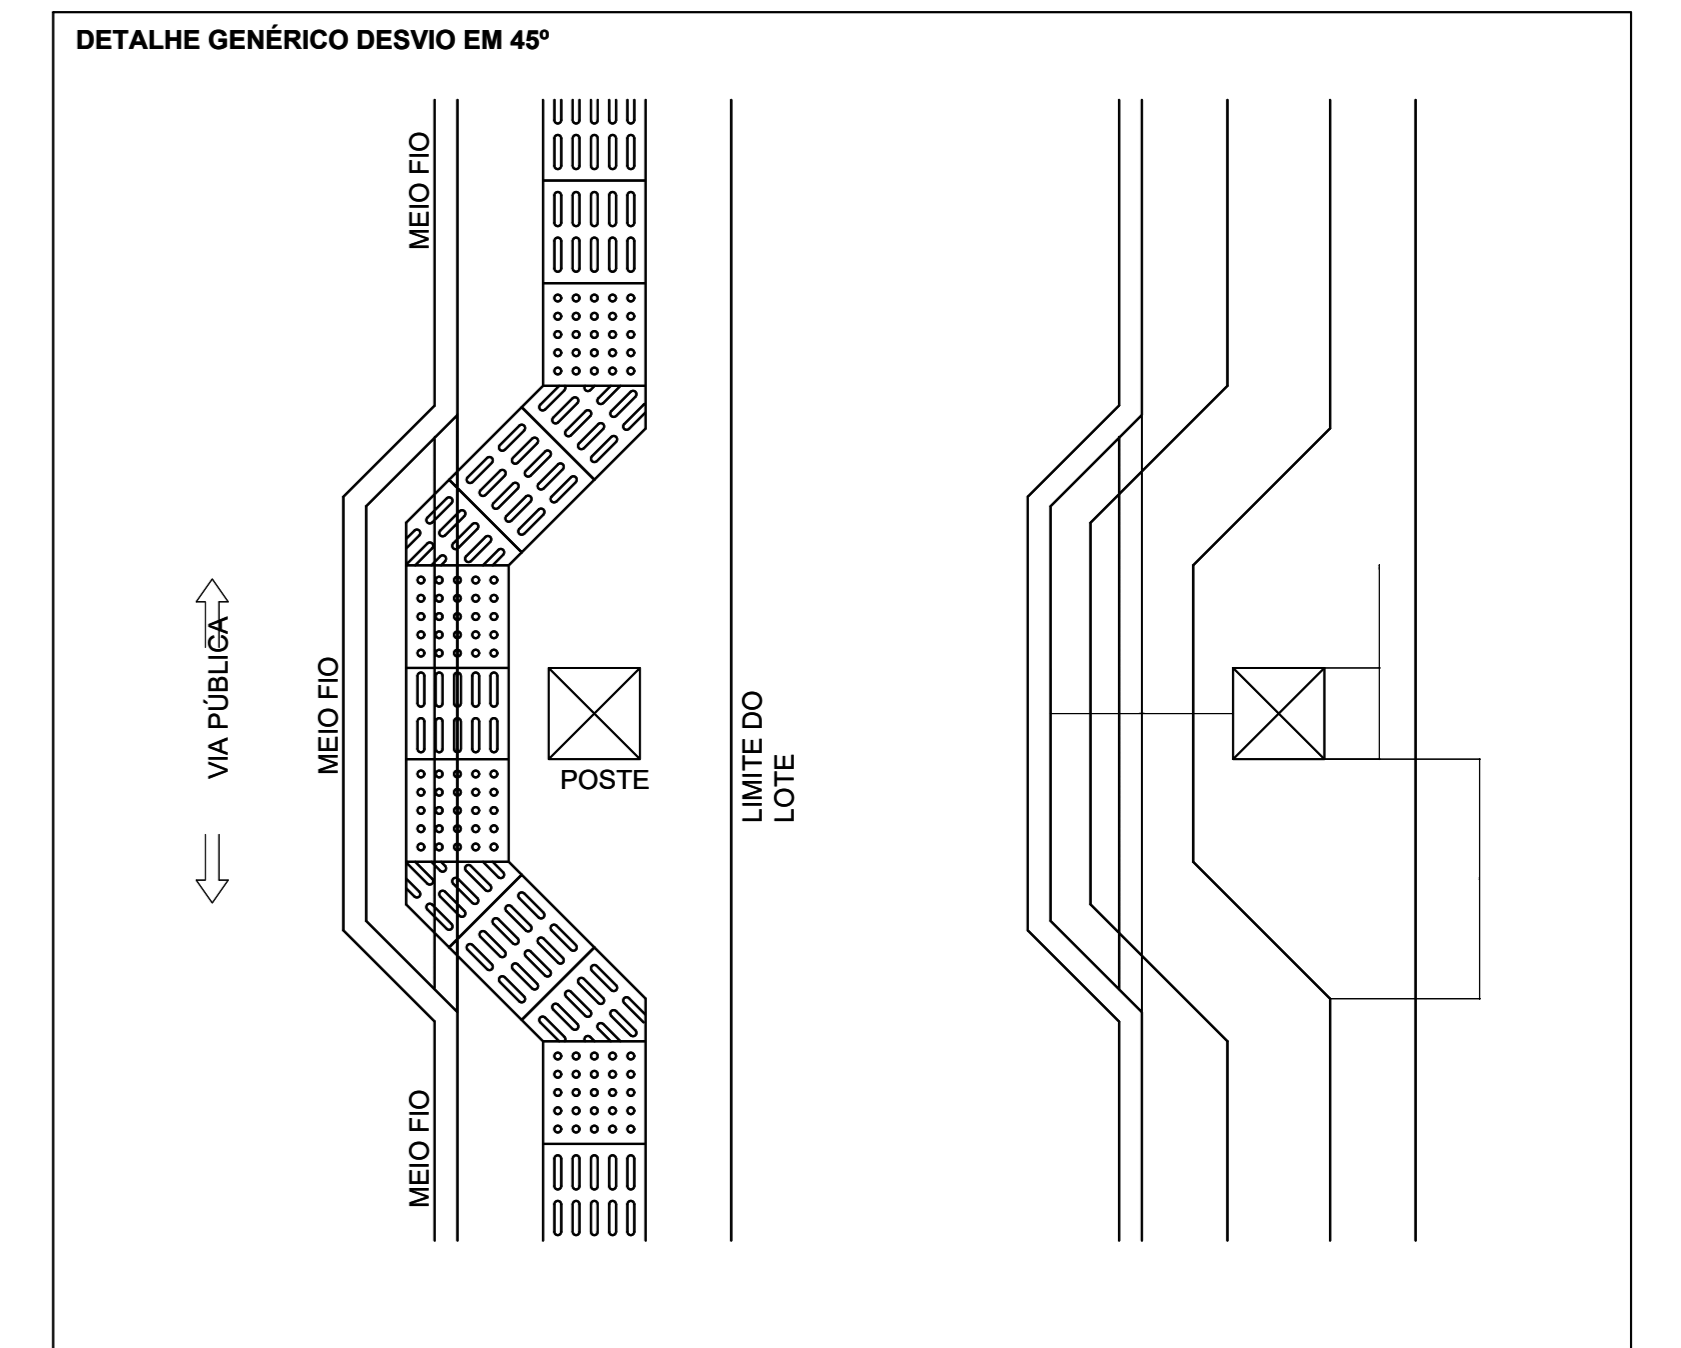 DETALHE GENÉRICO DESVIO EM 45º
MEIO FIO
VIA PÚBLICA
MEIO FIO
POSTE
LIMITE DO
LOTE
MEIO FIO